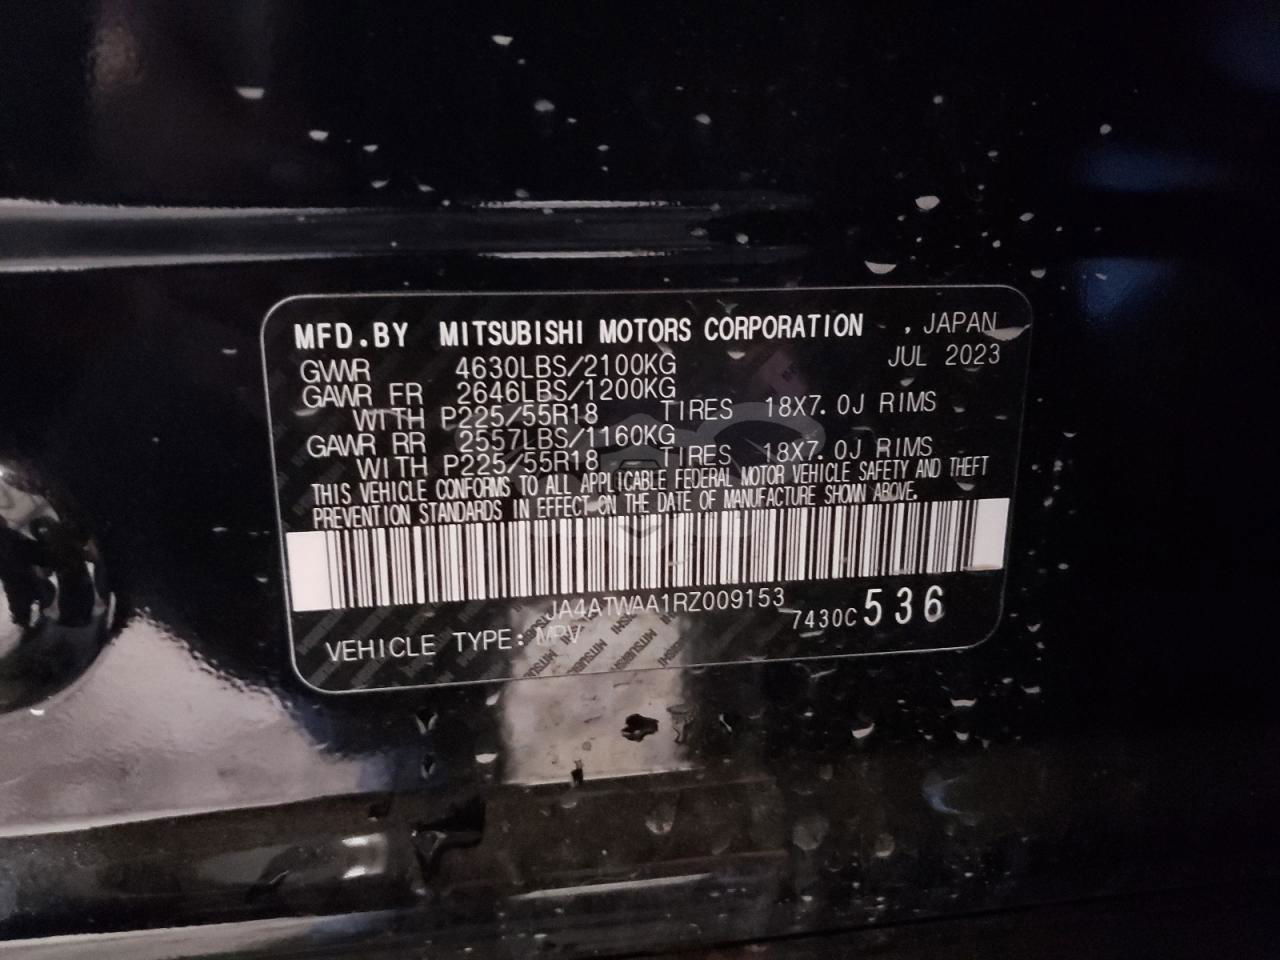 MFD.BY MITSUBISHI MOTORS CORPORATION , JAPAN
GVWR 4630LBS/2100KG JUL 2023
GAWR FR 2646LBS/1200KG
WITH P225/55R18 TIRES 18X7.0J RIMS
GAWR RR 2557LBS/1160KG
WITH P225/55R18 TIRES 18X7.0J RIMS
THIS VEHICLE CONFORMS TO ALL APPLICABLE FEDERAL MOTOR VEHICLE SAFETY AND THEFT
PREVENTION STANDARDS IN EFFECT ON THE DATE OF MANUFACTURE SHOWN ABOVE.
JA4ATWAA1RZ009153
7430C 536
VEHICLE TYPE: MPV
MITSUBISHI MITSUBISHI MITSUBISHI